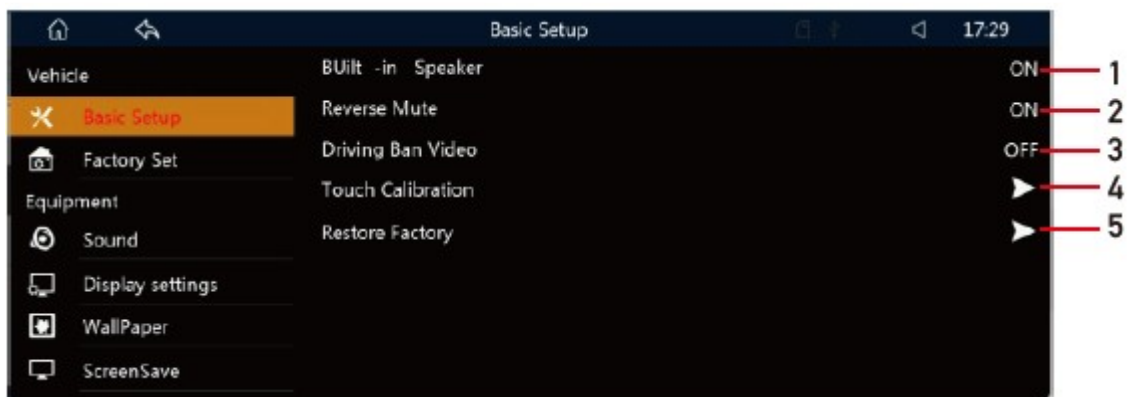 Basic Setup 17:29
Vehicle
Basic Setup
Factory Set
Equipment
Sound
Display settings
WallPaper
ScreenSave
BUilt -in Speaker ON 1
Reverse Mute ON 2
Driving Ban Video OFF 3
Touch Calibration 4
Restore Factory 5